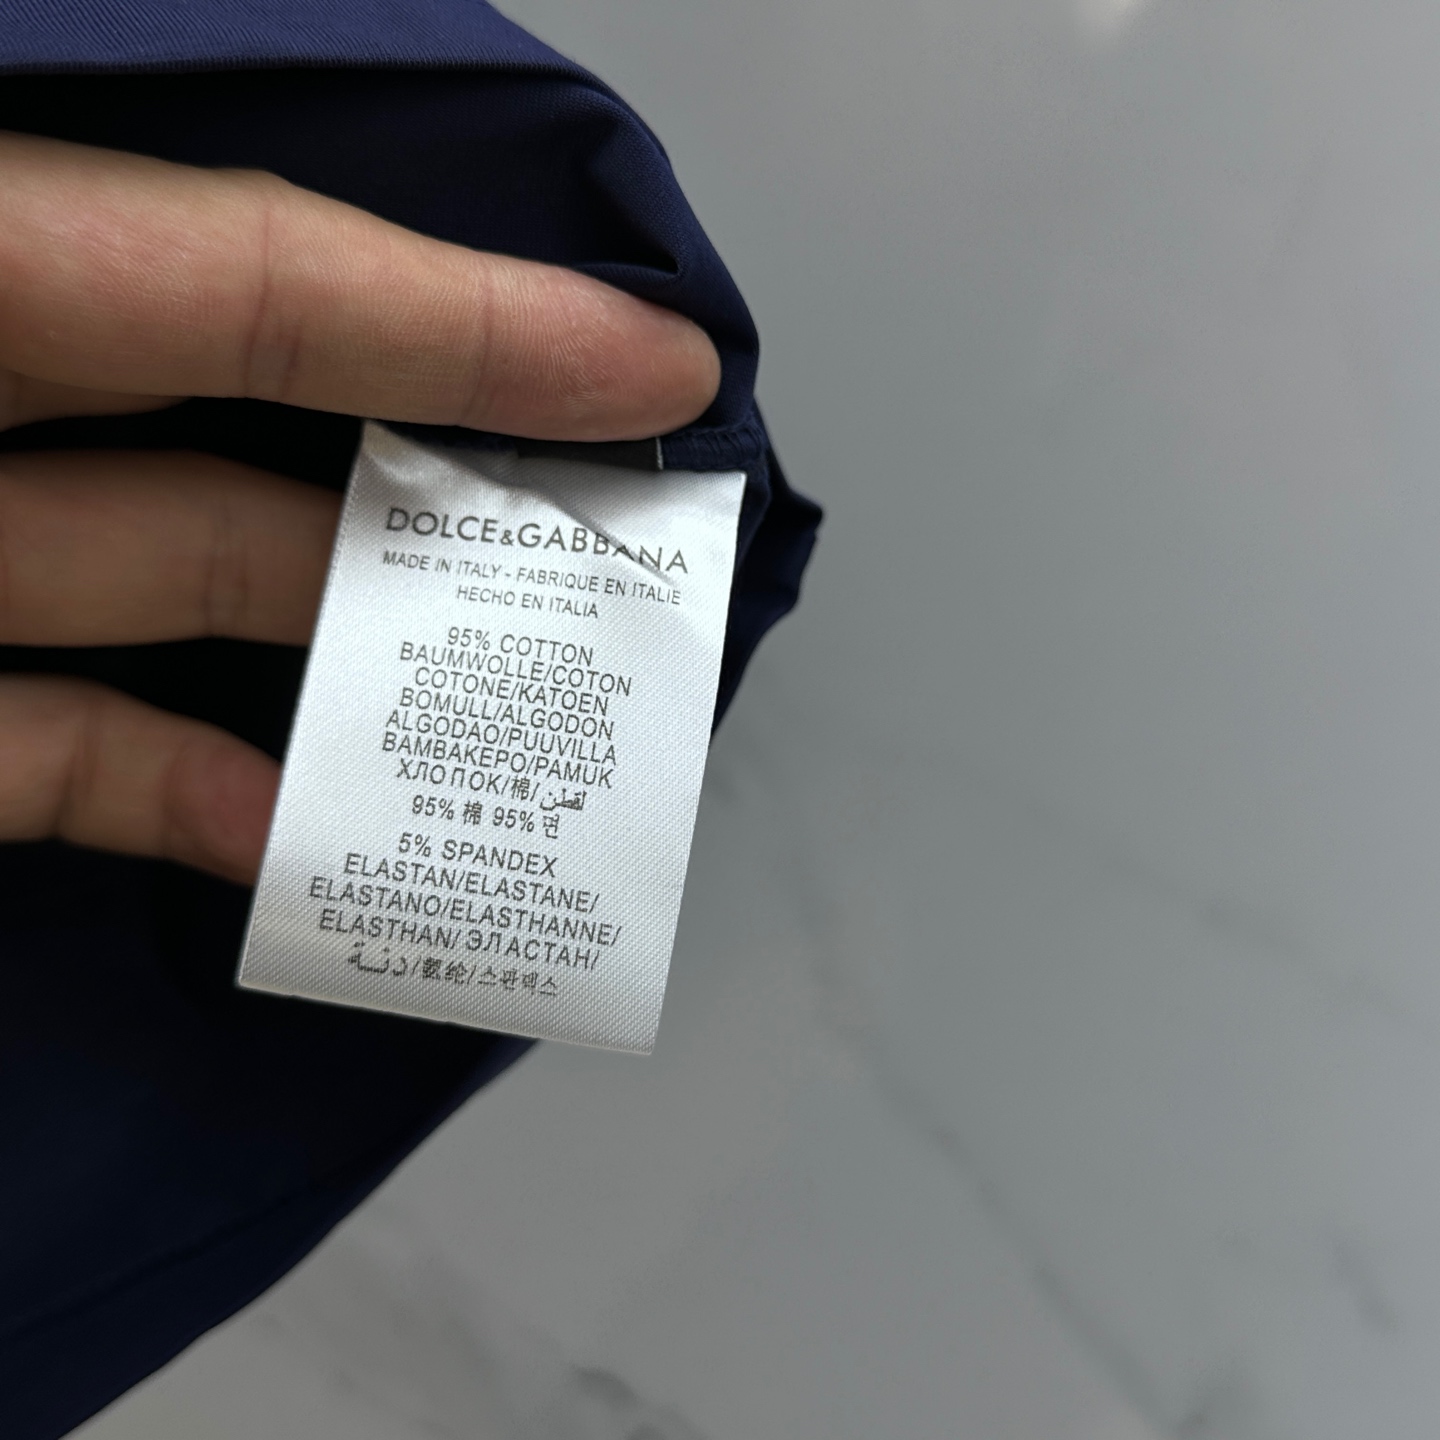 DOLCE&GABBANA
MADE IN ITALY - FABRIQUE EN ITALIE
HECHO EN ITALIA
95% COTTON
BAUMWOLLE/COTON
COTONE/KATOEN
BOMULL/ALGODON
ALGODAO/PUUVILLA
BAMBAKEPO/PAMUK
ХЛОПОК/棉/لقطن
95% 棉 95% 면
5% SPANDEX
ELASTAN/ELASTANE/
ELASTANO/ELASTHANNE/
ELASTHAN/ЭЛАСТАН/
/氨纶/스판덱스